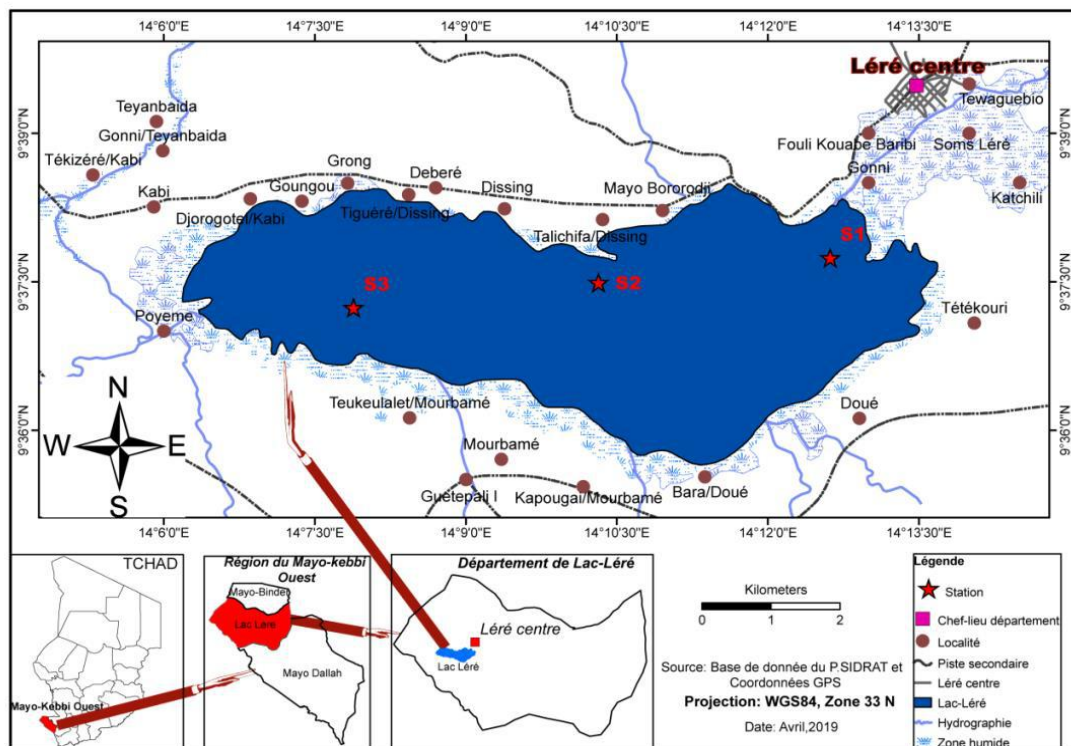 14°6'0"E 14°7'30"E 14°9'0"E 14°10'30"E 14°12'0"E 14°13'30"E
Léré centre
Tewaguebio
Teyanbaida
Gonni/Teyanbaida
9°39'0"N 9°39'0"N
Fouli Kouabe Baribi Soms Léré
Tékizéré/Kabi
Grong Deberé
Gonni
Kabi Goungou Dissing Mayo Bororodji Katchili
Djorogotel/Kabi Tiguéré/Dissing
Talichifa/Dissing
S1
9°37'30"N 9°37'30"N
S3 S2
Poyeme
Tétékouri
N
W E
S
Teukeulalet/Mourbamé Doué
9°36'0"N 9°36'0"N
Mourbamé
Guétepali I Kapougai/Mourbamé Bara/Doué
14°6'0"E 14°7'30"E 14°9'0"E 14°10'30"E 14°12'0"E 14°13'30"E
TCHAD
Mayo-Kebbi Ouest
Région du Mayo-kebbi
Ouest
Mayo-Binder
Lac Lere
Mayo Dallah
Département de Lac-Léré
Léré centre
Lac Léré
Kilometers
0 1 2
Source: Base de donnée du P.SIDRAT et
Coordonnées GPS
Projection: WGS84, Zone 33 N
Date: Avril,2019
Légende
Station
Chef-lieu département
Localité
Piste secondaire
Léré centre
Lac-Léré
Hydrographie
Zone humide